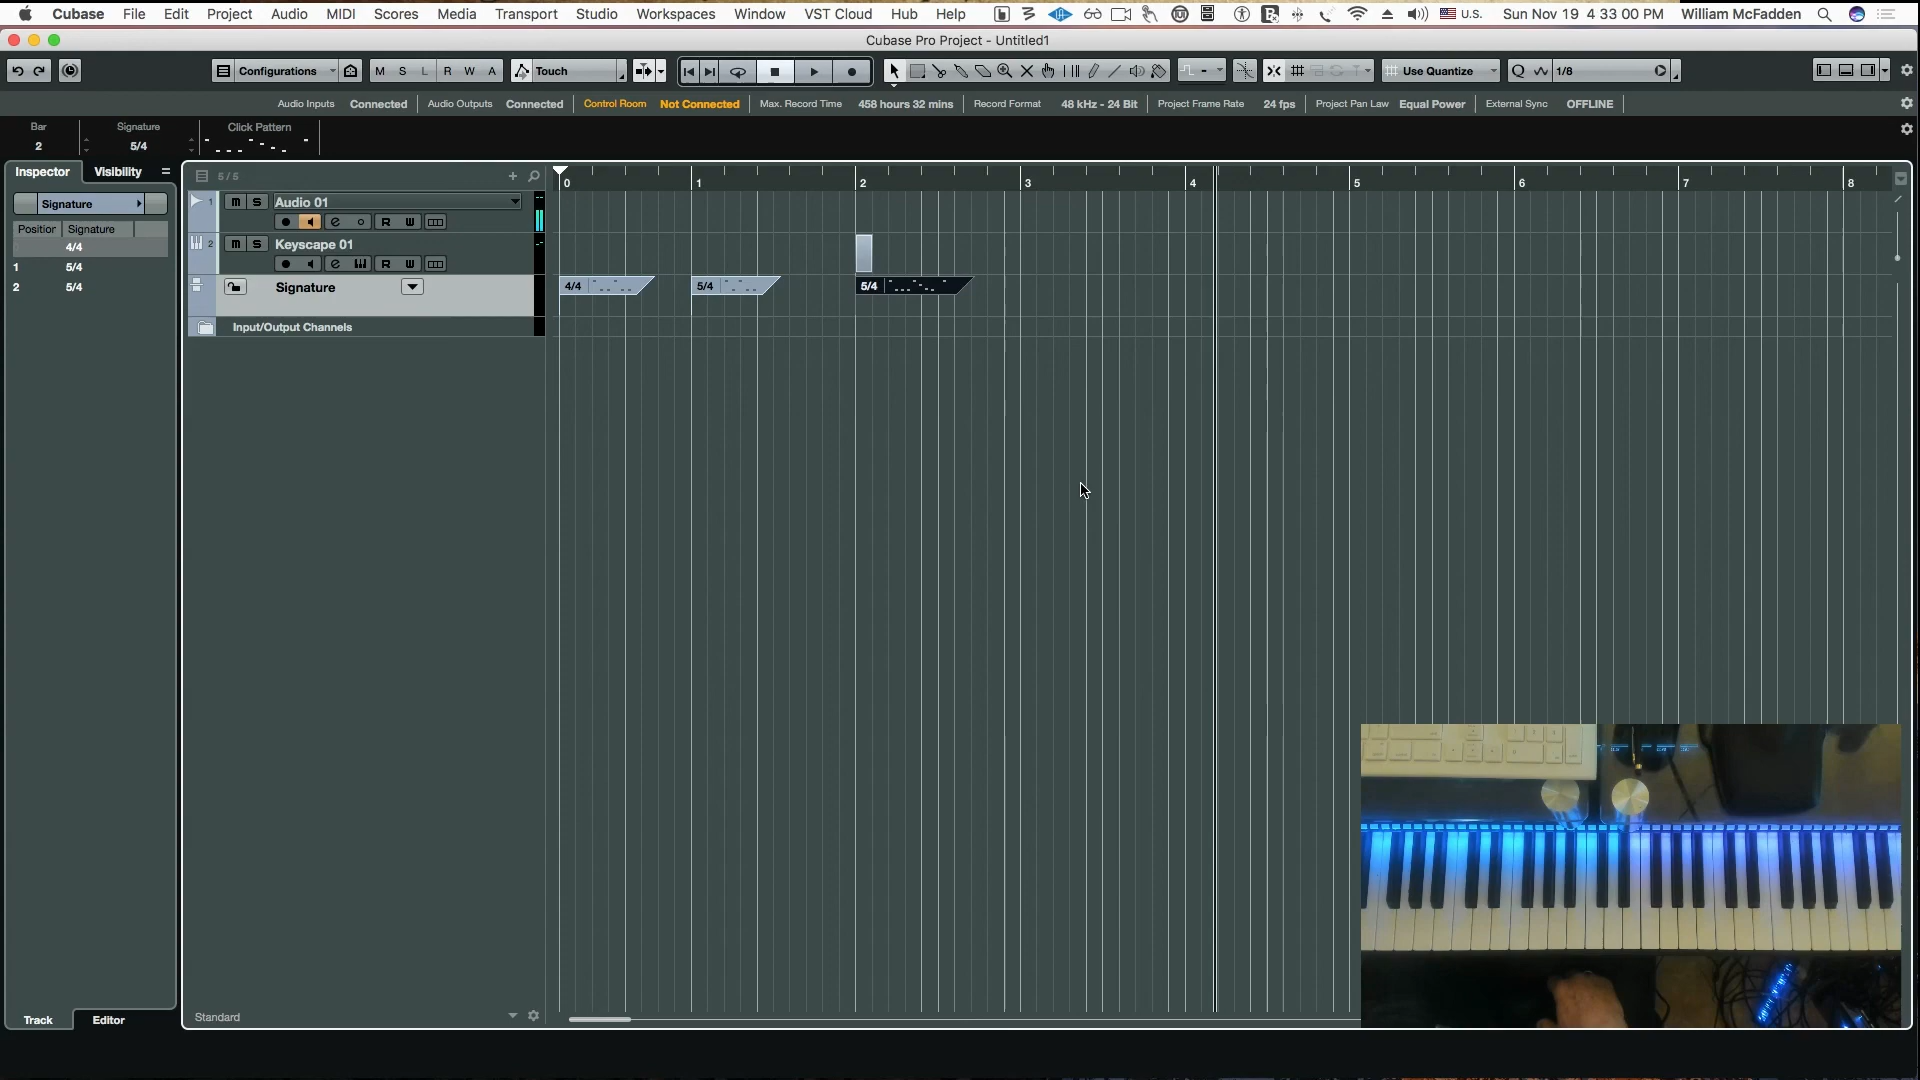 Cubase File Edit Project Audio MIDI Scores Media Transport Studio Workspaces Window VST Cloud Hub Help U.S. Sun Nov 19 4 33 00 PM William McFadden
Cubase Pro Project - Untitled1
Configurations M S L R W A Touch Use Quantize Q 1/8
Audio Inputs Connected Audio Outputs Connected Control Room Not Connected Max. Record Time 458 hours 32 mins Record Format 48 kHz - 24 Bit Project Frame Rate 24 fps Project Pan Law Equal Power External Sync OFFLINE
Bar Signature Click Pattern
2 5/4
Inspector Visibility
0 1 2 3 4 5 6 7 8
1 m s Audio 01
R W
Signature
Position Signature
4/4
1 5/4
2 5/4
2 m s Keyscape 01
R W
Signature 4/4 5/4 5/4
Input/Output Channels
Standard
Track Editor